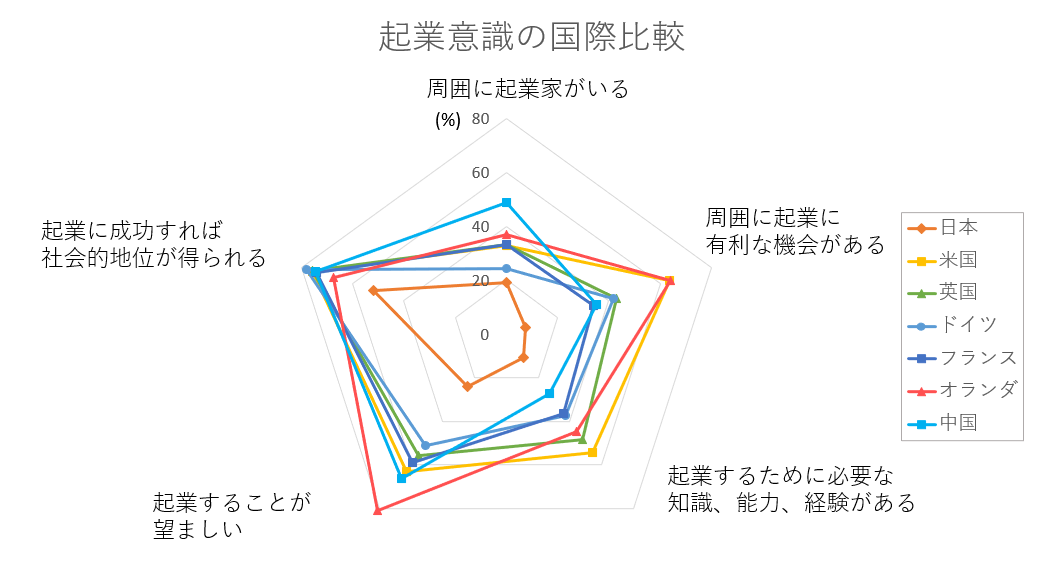 起業意識の国際比較
周囲に起業家がいる
(%)
80
60
40
20
0
周囲に起業に
有利な機会がある
起業に成功すれば
社会的地位が得られる
起業するために必要な
知識、能力、経験がある
起業することが
望ましい
日本
米国
英国
ドイツ
フランス
オランダ
中国